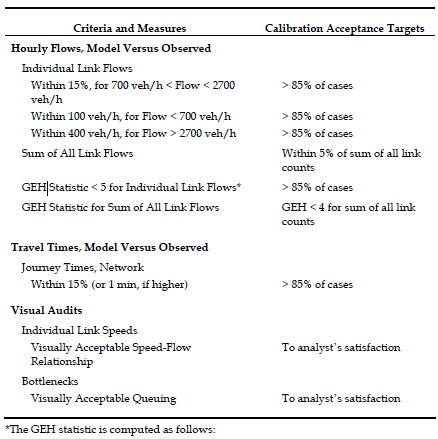 Criteria and Measures Calibration Acceptance Targets
Hourly Flows, Model Versus Observed
Individual Link Flows
Within 15%, for 700 veh/h < Flow < 2700 > 85% of cases
veh/h
Within 100 veh/h, for Flow < 700 veh/h > 85% of cases
Within 400 veh/h, for Flow > 2700 veh/h > 85% of cases
Sum of All Link Flows Within 5% of sum of all link
counts
GEH Statistic < 5 for Individual Link Flows* > 85% of cases
GEH Statistic for Sum of All Link Flows GEH < 4 for sum of all link
counts
Travel Times, Model Versus Observed
Journey Times, Network
Within 15% (or 1 min, if higher) > 85% of cases
Visual Audits
Individual Link Speeds
Visually Acceptable Speed-Flow To analyst's satisfaction
Relationship
Bottlenecks
Visually Acceptable Queuing To analyst's satisfaction
*The GEH statistic is computed as follows: